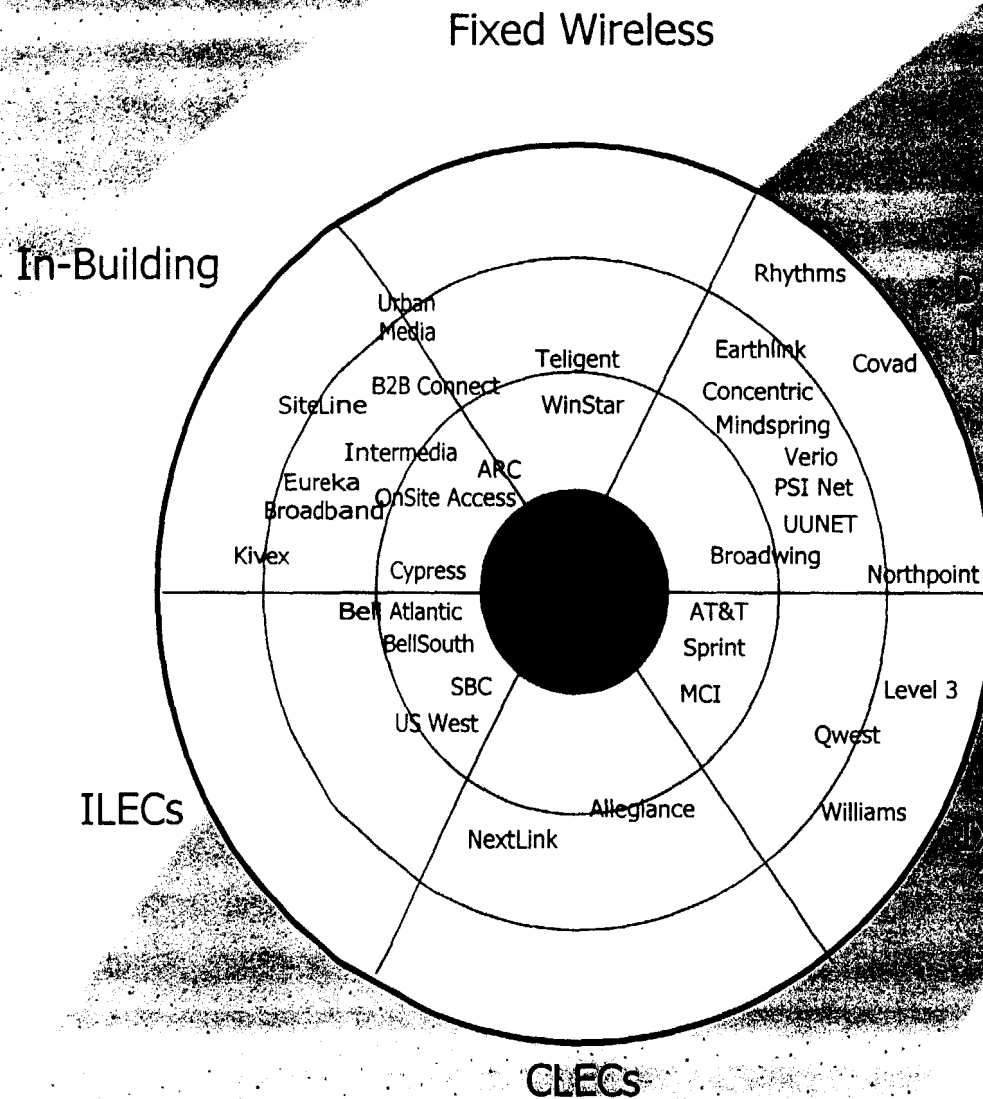 Fixed Wireless
In-Building
Rhythms
Urban
Media
Earthlink
Covad
Teligent
B2B Connect
Concentric
SiteLine
WinStar
Mindspring
Intermedia
Verio
ARC
Eureka
PSI Net
OnSite Access
Broadband
UUNET
Kivex
Broadwing
Cypress
Northpoint
Bell Atlantic
AT&T
BellSouth
Sprint
SBC
MCI
Level 3
US West
Qwest
ILECs
Allegiance
Williams
NextLink
CLECs